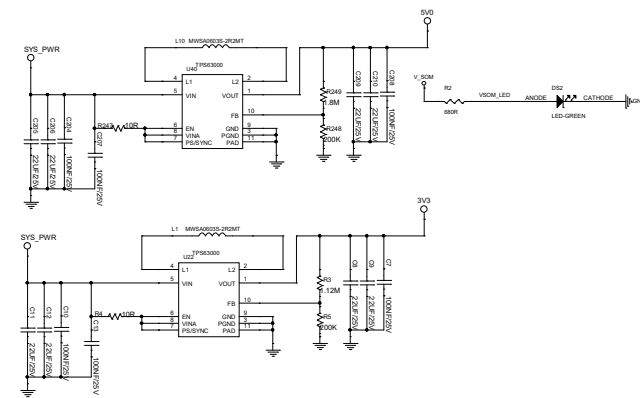 5V0
SYS_PWR
L10 MWSA0603S-2R2MT
TPS63000
U40
4 L1
L2 2
5 VIN
VOUT 1
FB 10
6 EN
8 VINA
7 PS/SYNC
GND 9
PGND 3
PAD 11
R243 10R
C205 22UF/25V
C206 22UF/25V
C204 100NF/25V
C207 100NF/25V
R249
1.8M
R248
200K
C209 22UF/25V
C210 22UF/25V
C208 100NF/25V
V_SOM
R2
680R
VSOM_LED
ANODE
DS2
CATHODE
LED-GREEN
3V3
SYS_PWR
L1 MWSA0603S-2R2MT
TPS63000
U22
4 L1
L2 2
5 VIN
VOUT 1
FB 10
6 EN
8 VINA
7 PS/SYNC
GND 9
PGND 3
PAD 11
R4 10R
C11 22UF/25V
C12 22UF/25V
C10 100NF/25V
C13 100NF/25V
R3
1.12M
R5
200K
C8 22UF/25V
C9 22UF/25V
C7 100NF/25V